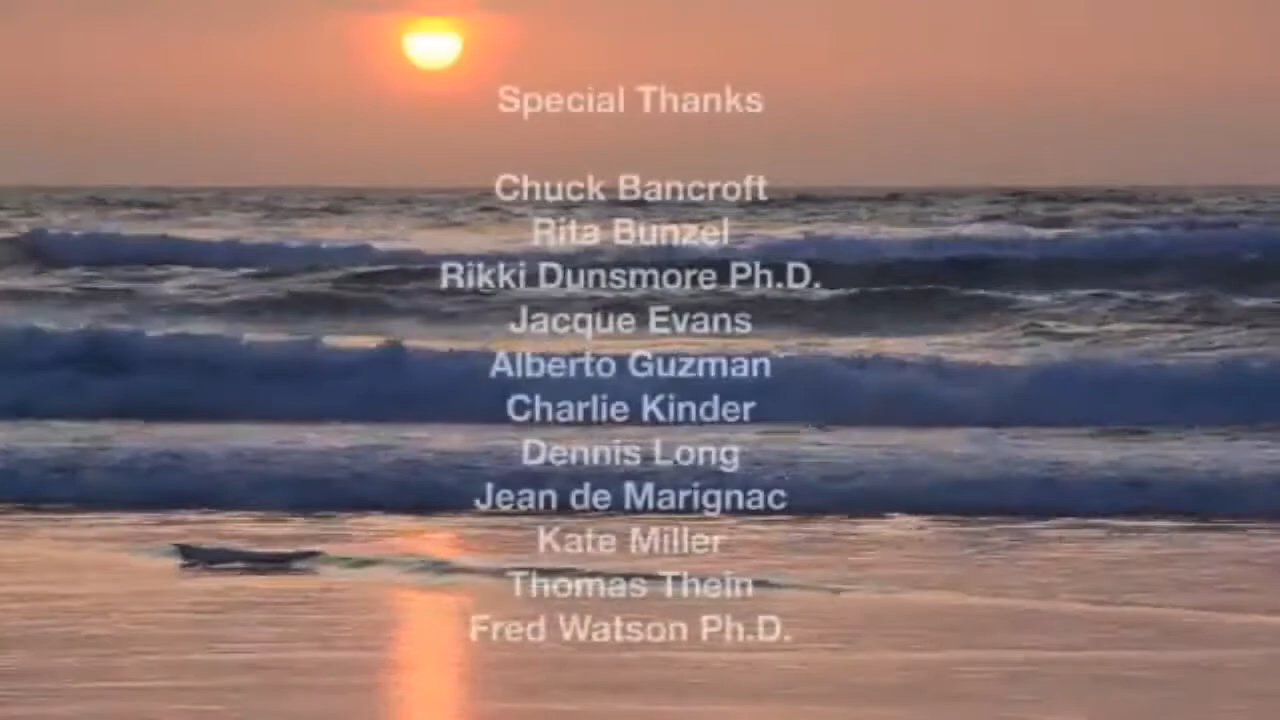 Special Thanks
Chuck Bancroft
Rita Bunzel
Rikki Dunsmore Ph.D.
Jacque Evans
Alberto Guzman
Charlie Kinder
Dennis Long
Jean de Marignac
Kate Miller
Thomas Thein
Fred Watson Ph.D.